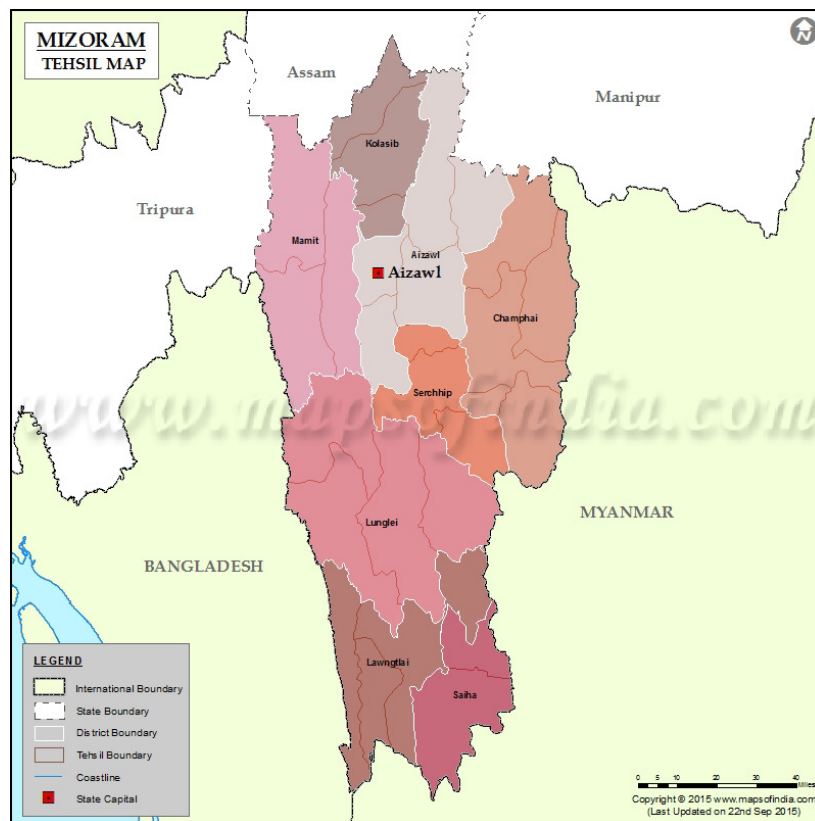 MIZORAM
TEHSIL MAP
N
Assam
Manipur
Kolasib
Tripura
Mamit
Aizawl
Aizawl
Champhai
Serchhip
www.mapsofindia.com
Lunglei
MYANMAR
BANGLADESH
Lawngtlai
Saiha
LEGEND
International Boundary
State Boundary
District Boundary
Tehsil Boundary
Coastline
State Capital
0 5 10 20 30 40
Miles
Copyright © 2015 www.mapsofindia.com
(Last Updated on 22nd Sep 2015)